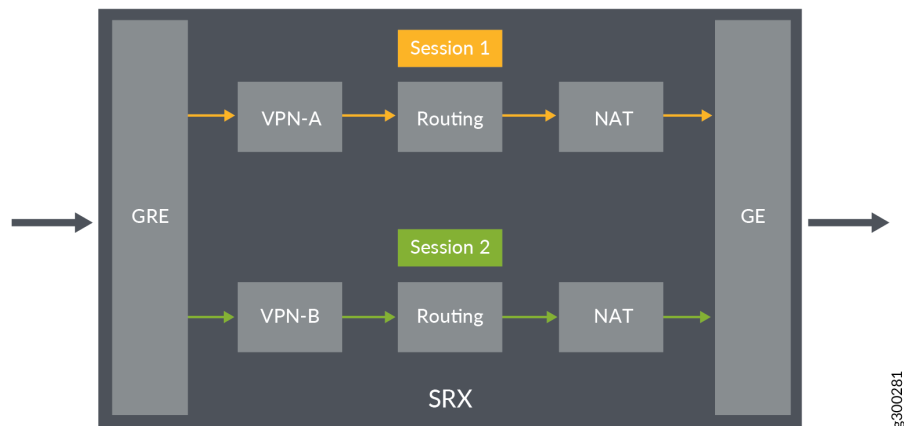 Session 1
VPN-A
Routing
NAT
GRE
GE
Session 2
VPN-B
Routing
NAT
SRX
g300281